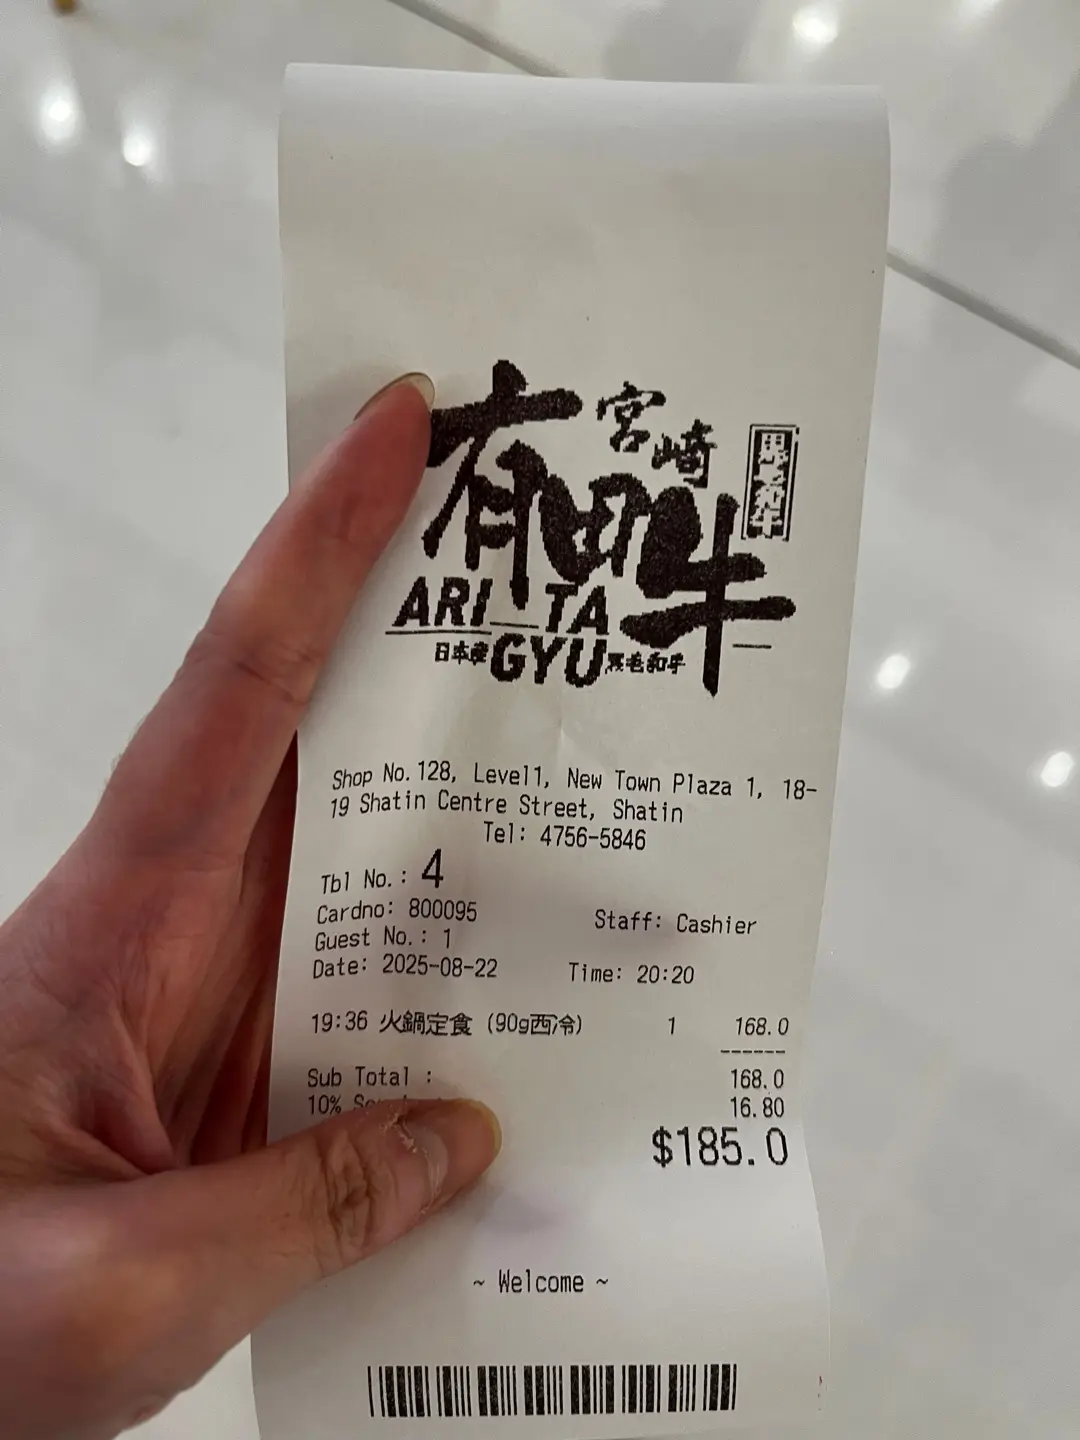 宮崎
有田牛
黒毛和牛
ARITA
日本産 GYU 黒毛和牛
Shop No.128, Level1, New Town Plaza 1, 18-
19 Shatin Centre Street, Shatin
Tel: 4756-5846
Tbl No.: 4
Cardno: 800095 Staff: Cashier
Guest No.: 1
Date: 2025-08-22 Time: 20:20
19:36 火鍋定食 (90g西冷) 1 168.0
------
Sub Total : 168.0
10% 16.80
$185.0
~ Welcome ~